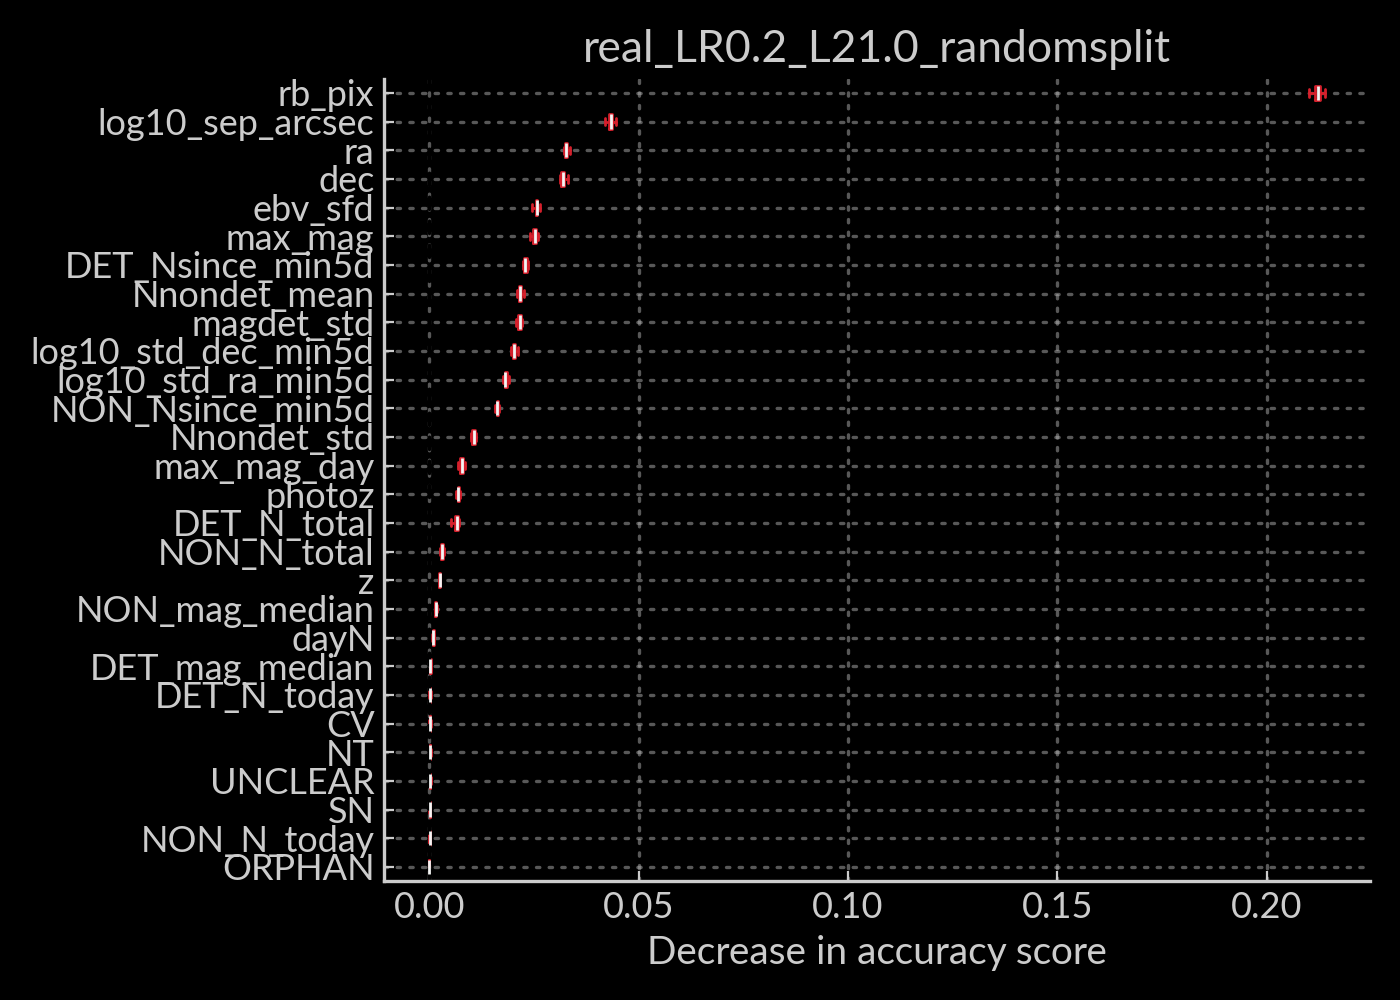 real_LR0.2_L21.0_randomsplit
rb_pix
log10_sep_arcsec
ra
dec
ebv_sfd
max_mag
DET_Nsince_min5d
Nnondet_mean
magdet_std
log10_std_dec_min5d
log10_std_ra_min5d
NON_Nsince_min5d
Nnondet_std
max_mag_day
photoz
DET_N_total
NON_N_total
z
NON_mag_median
dayN
DET_mag_median
DET_N_today
CV
NT
UNCLEAR
SN
NON_N_today
ORPHAN
0.00 0.05 0.10 0.15 0.20
Decrease in accuracy score